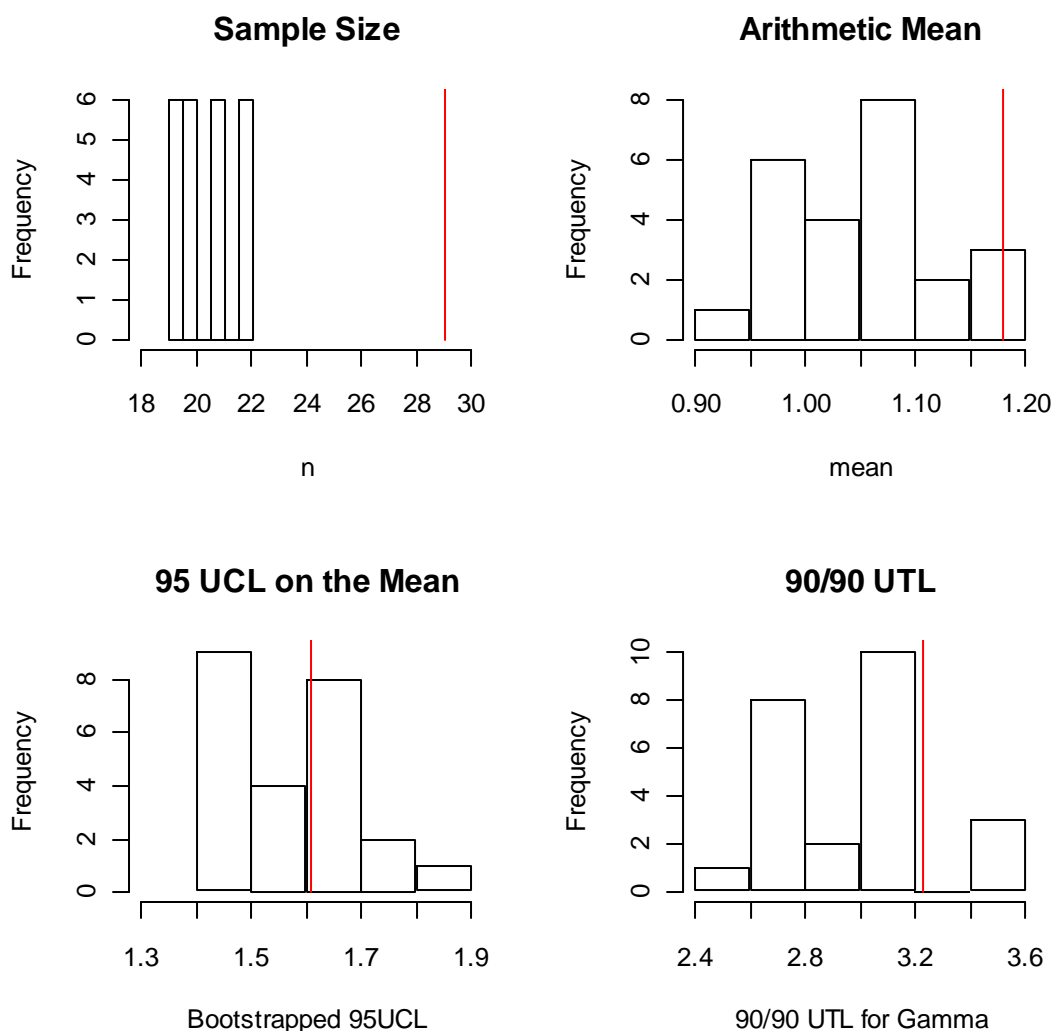 Sample Size
Frequency
0 1 2 3 4 5 6
18 20 22 24 26 28 30
n
Arithmetic Mean
Frequency
0 2 4 6 8
0.90 1.00 1.10 1.20
mean
95 UCL on the Mean
Frequency
0 2 4 6 8
1.3 1.5 1.7 1.9
Bootstrapped 95UCL
90/90 UTL
Frequency
0 2 4 6 8 10
2.4 2.8 3.2 3.6
90/90 UTL for Gamma